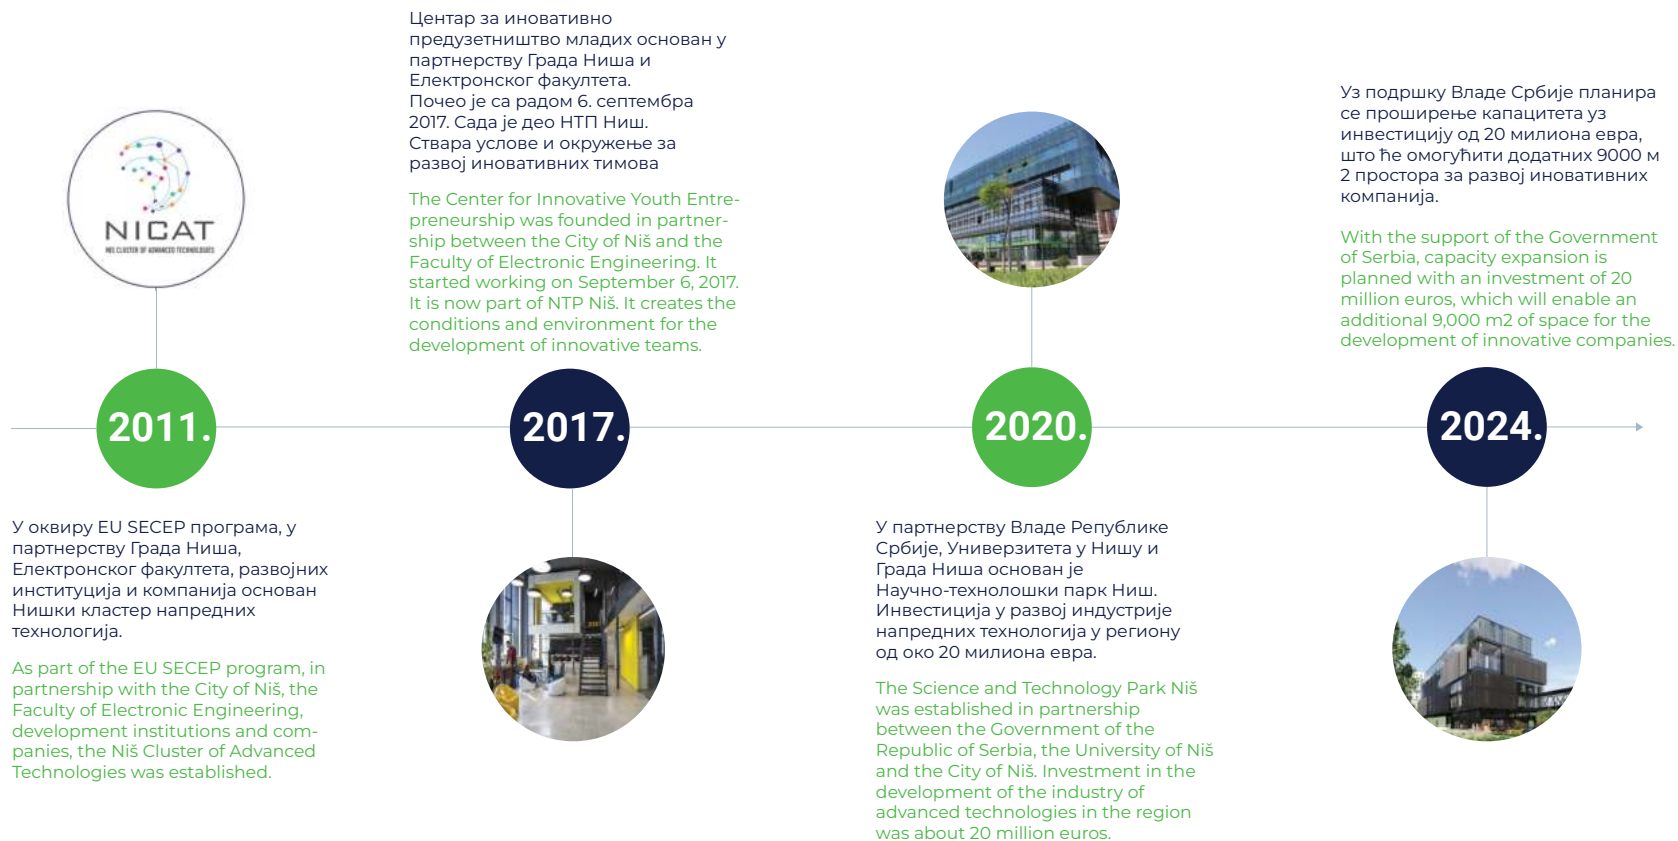 NICAT
NIŠ CLUSTER OF ADVANCED TECHNOLOGIES
2011.
У оквиру EU SECEP програма, у
партнерству Града Ниша,
Електронског факултета, развојних
институција и компанија основан
Нишки кластер напредних
технологија.
As part of the EU SECEP program, in
partnership with the City of Niš, the
Faculty of Electronic Engineering,
development institutions and com-
panies, the Niš Cluster of Advanced
Technologies was established.
Центар за иновативно
предузетништво младих основан у
партнерству Града Ниша и
Електронског факултета.
Почео је са радом 6. септембра
2017. Сада је део НТП Ниш.
Ствара услове и окружење за
развој иновативних тимова
The Center for Innovative Youth Entre-
preneurship was founded in partner-
ship between the City of Niš and the
Faculty of Electronic Engineering. It
started working on September 6, 2017.
It is now part of NTP Niš. It creates the
conditions and environment for the
development of innovative teams.
2017.
2020.
У партнерству Владе Републике
Србије, Универзитета у Нишу и
Града Ниша основан је
Научно-технолошки парк Ниш.
Инвестиција у развој индустрије
напредних технологија у региону
од око 20 милиона евра.
The Science and Technology Park Niš
was established in partnership
between the Government of the
Republic of Serbia, the University of Niš
and the City of Niš. Investment in the
development of the industry of
advanced technologies in the region
was about 20 million euros.
Уз подршку Владе Србије планира
се проширење капацитета уз
инвестицију од 20 милиона евра,
што ће омогућити додатних 9000 м
2 простора за развој иновативних
компанија.
With the support of the Government
of Serbia, capacity expansion is
planned with an investment of 20
million euros, which will enable an
additional 9,000 m2 of space for the
development of innovative companies.
2024.